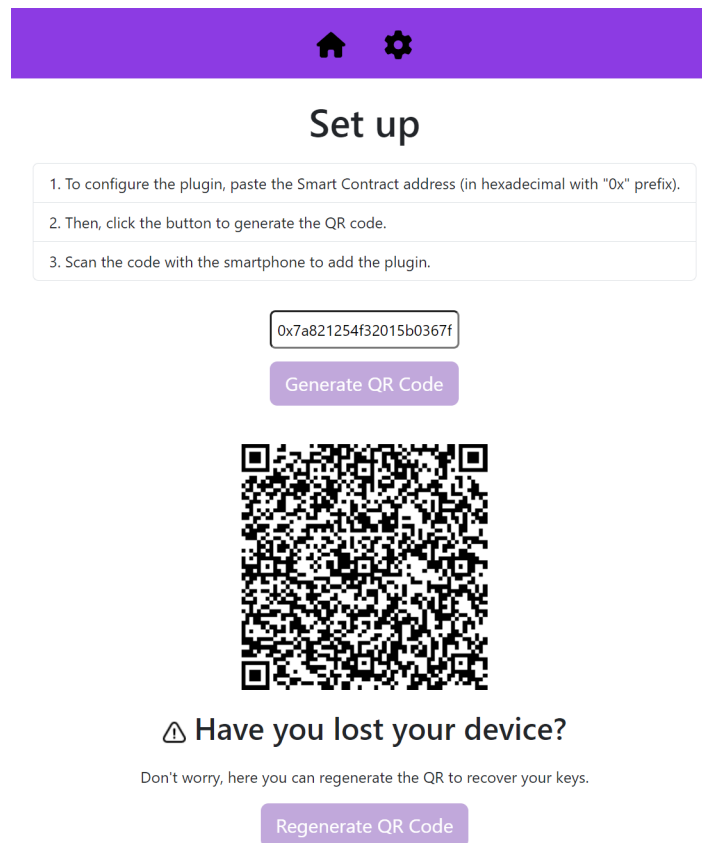 Set up
1. To configure the plugin, paste the Smart Contract address (in hexadecimal with "0x" prefix).
2. Then, click the button to generate the QR code.
3. Scan the code with the smartphone to add the plugin.
0x7a821254f32015b0367f
Generate QR Code
Have you lost your device?
Don't worry, here you can regenerate the QR to recover your keys.
Regenerate QR Code